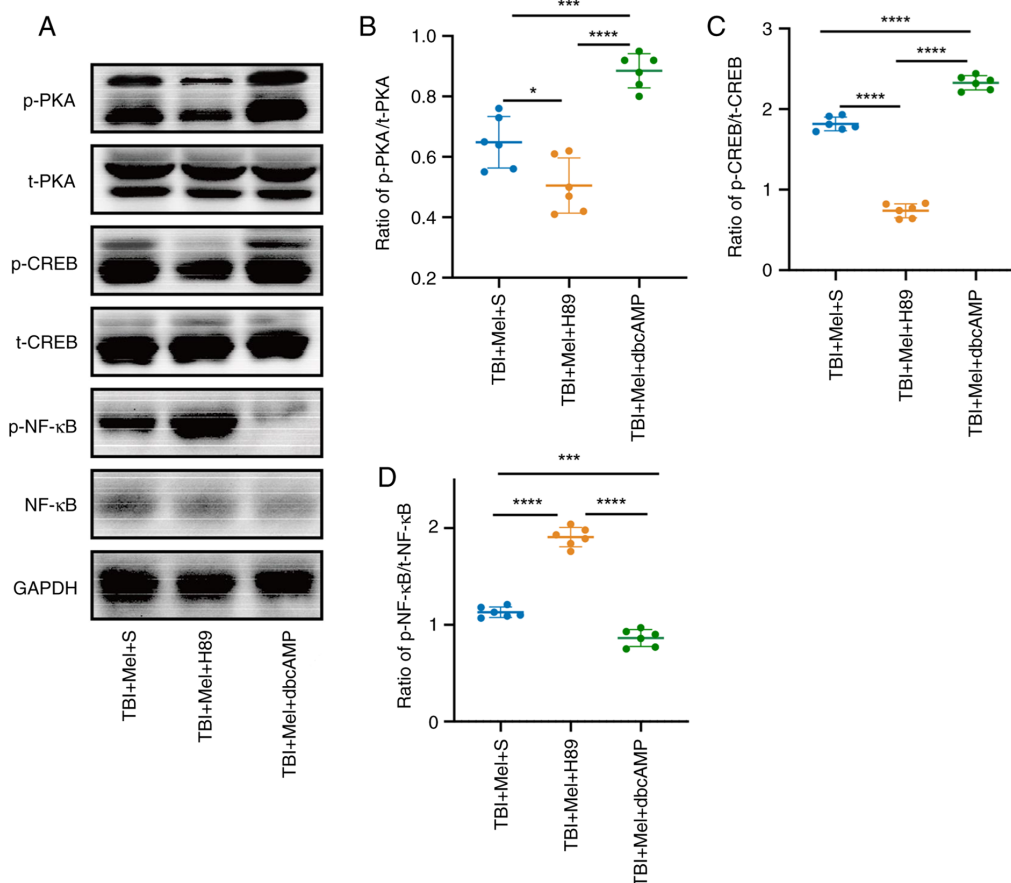 A
p-PKA
t-PKA
p-CREB
t-CREB
p-NF-κB
NF-κB
GAPDH
TBI+Mel+S
TBI+Mel+H89
TBI+Mel+dbcAMP
B
***
****
*
Ratio of p-PKA/t-PKA
1.0
0.8
0.6
0.4
0.2
TBI+Mel+S
TBI+Mel+H89
TBI+Mel+dbcAMP
C
****
****
****
Ratio of p-CREB/t-CREB
3
2
1
0
TBI+Mel+S
TBI+Mel+H89
TBI+Mel+dbcAMP
D
***
****
****
Ratio of p-NF-κB/t-NF-κB
2
1
0
TBI+Mel+S
TBI+Mel+H89
TBI+Mel+dbcAMP